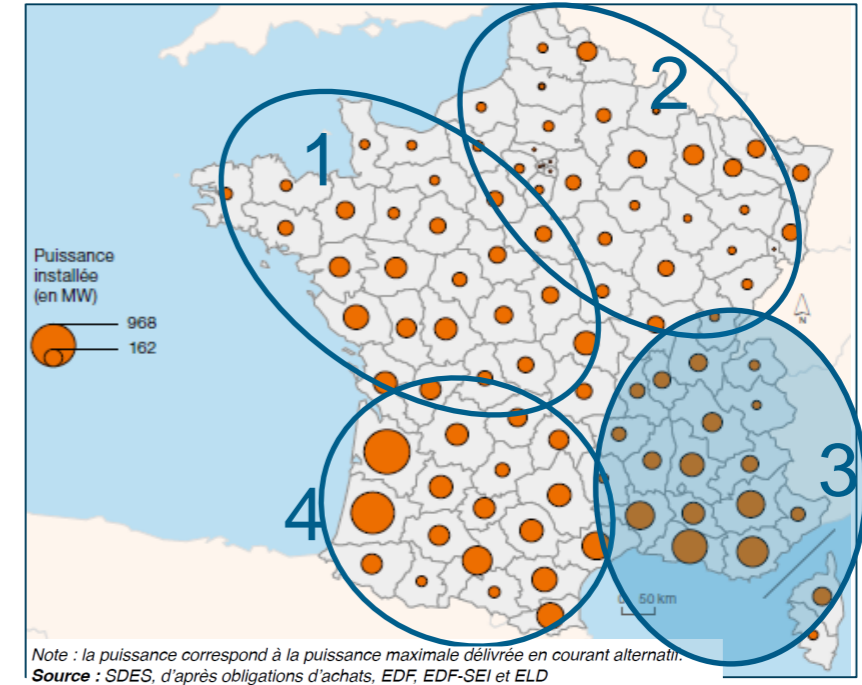 1
2
3
4
Puissance
installée
(en MW)
968
162
N
0 50 km
Note : la puissance correspond à la puissance maximale délivrée en courant alternatif.
Source : SDES, d'après obligations d'achats, EDF, EDF-SEI et ELD